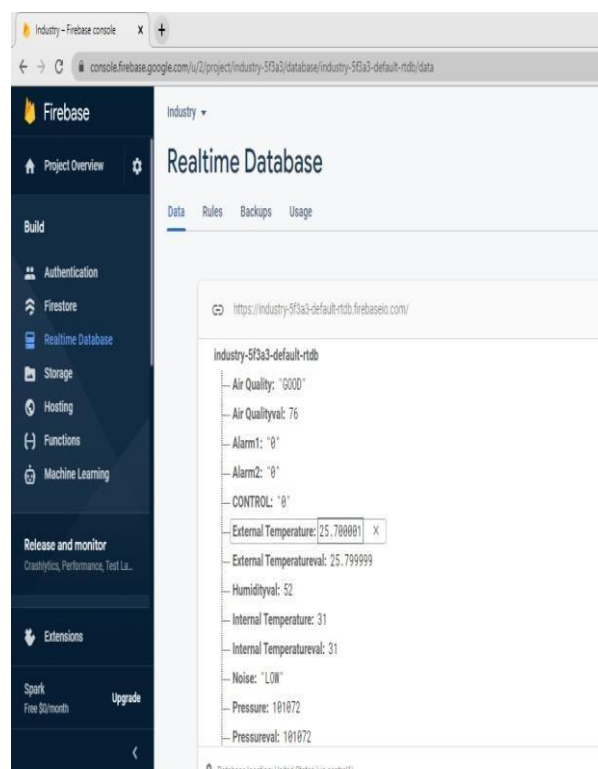 Industry – Firebase console x +
console.firebase.google.com/u/2/project/industry-5f3a3/database/industry-5f3a3-default-rtdb/data
Firebase
Project Overview
Build
Authentication
Firestore
Realtime Database
Storage
Hosting
Functions
Machine Learning
Release and monitor
Crashlytics, Performance, Test La...
Extensions
Spark
Free $0/month
Upgrade
Industry
Realtime Database
Data Rules Backups Usage
https://industry-5f3a3-default-rtdb.firebaseio.com/
industry-5f3a3-default-rtdb
Air Quality: "GOOD"
Air Qualityval: 76
Alarm1: "0"
Alarm2: "0"
CONTROL: "0"
External Temperature: 25.700001 ×
External Temperatureval: 25.799999
Humidityval: 52
Internal Temperature: 31
Internal Temperatureval: 31
Noise: "LOW"
Pressure: 101072
Pressureval: 101072
Database location: United States